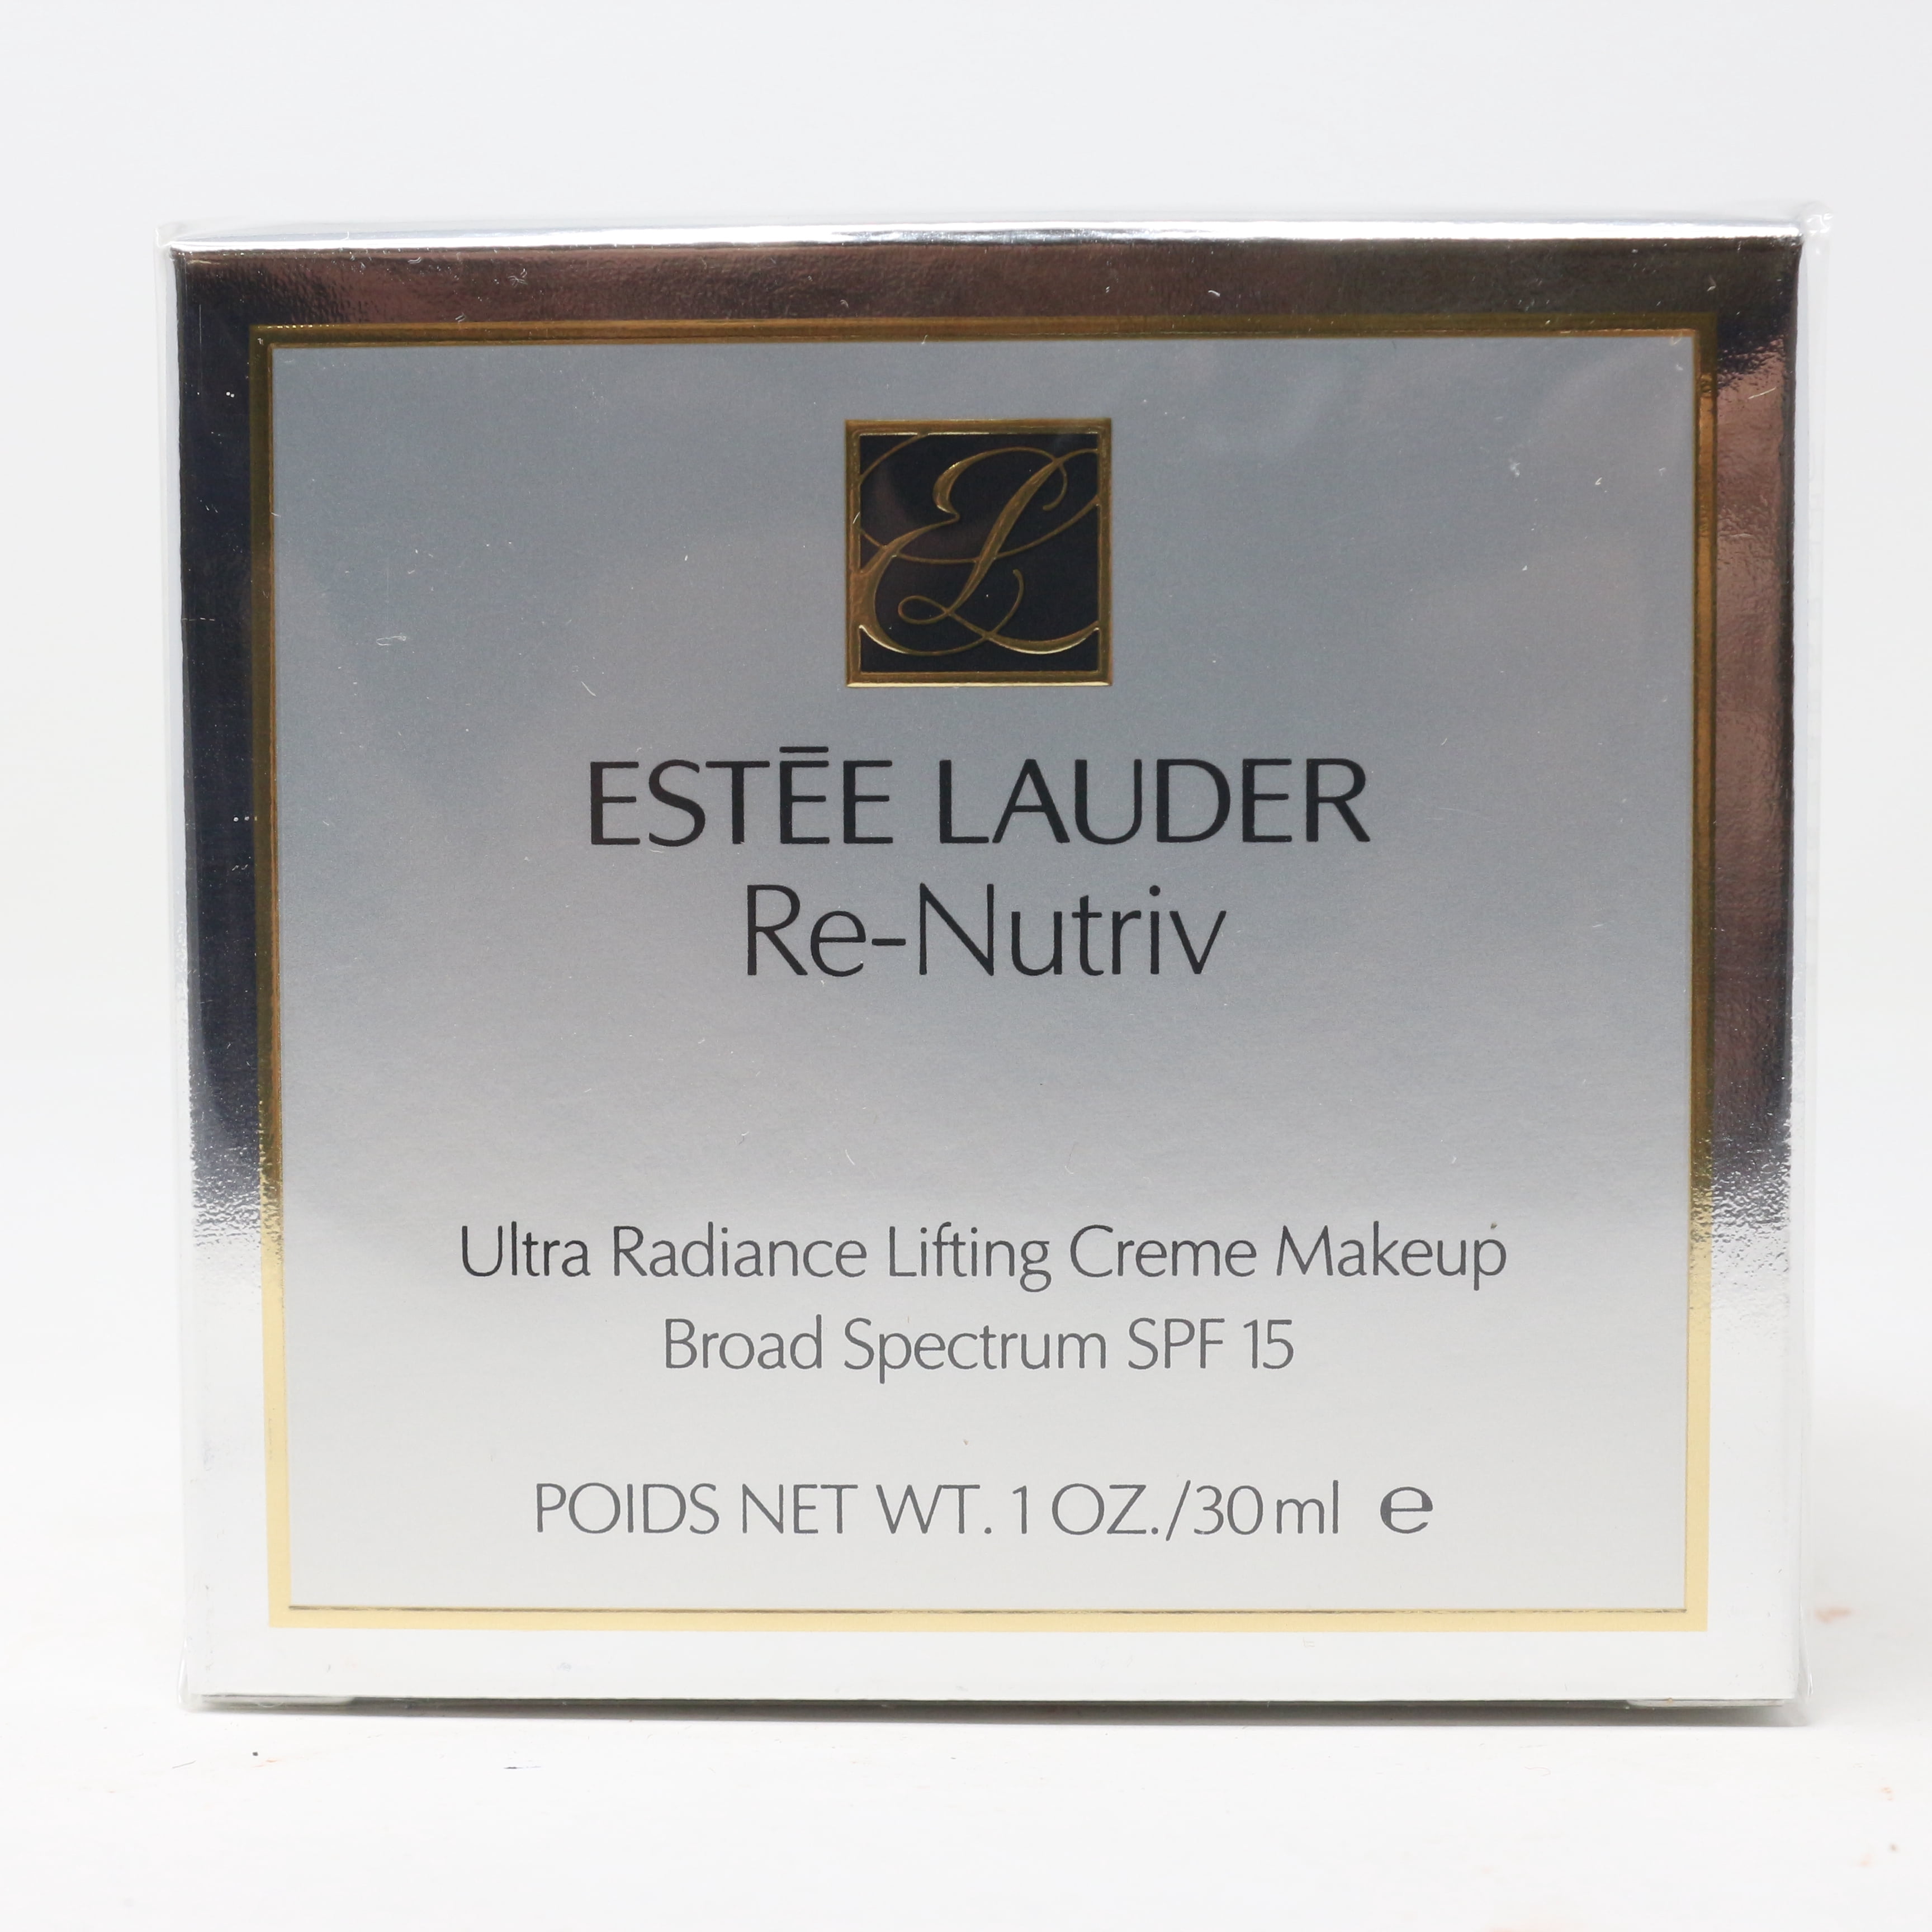 EL
ESTĒE LAUDER
Re-Nutriv
Ultra Radiance Lifting Creme Makeup
Broad Spectrum SPF 15
POIDS NET WT. 1 OZ./30ml ℮